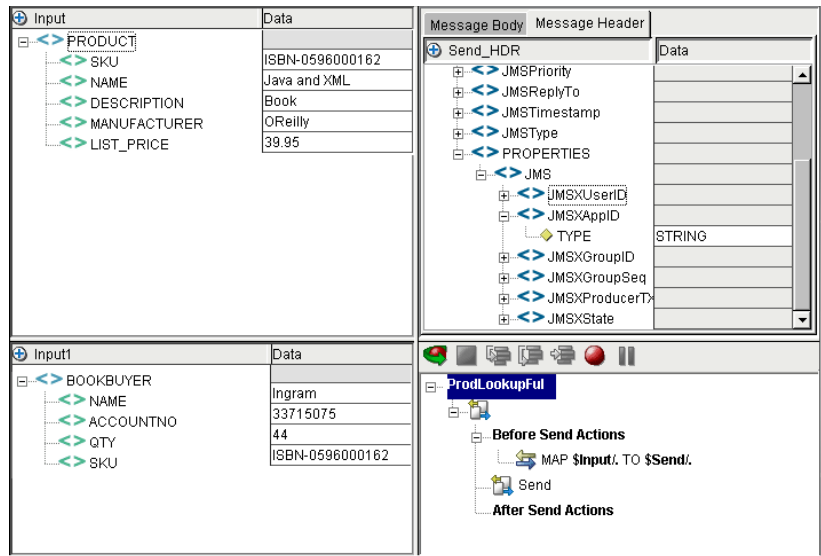 Input Data
PRODUCT
SKU ISBN-0596000162
NAME Java and XML
DESCRIPTION Book
MANUFACTURER OReilly
LIST_PRICE 39.95
Message Body Message Header
Send_HDR Data
JMSPriority
JMSReplyTo
JMSTimestamp
JMSType
PROPERTIES
JMS
JMSXUserID
JMSXAppID
TYPE STRING
JMSXGroupID
JMSXGroupSeq
JMSXProducerTX
JMSXState
Input1 Data
BOOKBUYER
NAME Ingram
ACCOUNTNO 33715075
QTY 44
SKU ISBN-0596000162
ProdLookupFul
Before Send Actions
MAP $Input/. TO $Send/.
Send
After Send Actions